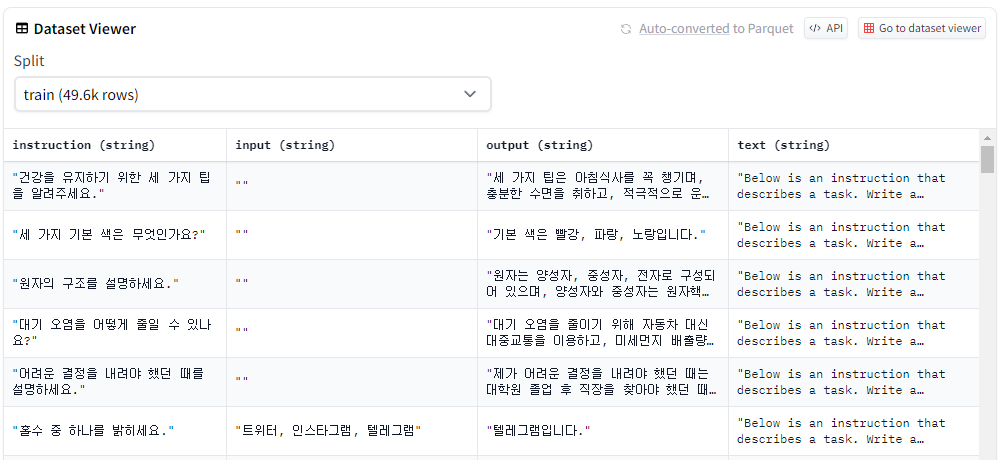 Dataset Viewer
Auto-converted to Parquet
API
Go to dataset viewer
Split
train (49.6k rows)
instruction (string)
input (string)
output (string)
text (string)
"건강을 유지하기 위한 세 가지 팁
을 알려주세요."
""
"세 가지 팁은 아침식사를 꼭 챙기며,
충분한 수면을 취하고, 적극적으로 운…
"Below is an instruction that
describes a task. Write a…
"세 가지 기본 색은 무엇인가요?"
""
"기본 색은 빨강, 파랑, 노랑입니다."
"Below is an instruction that
describes a task. Write a…
"원자의 구조를 설명하세요."
""
"원자는 양성자, 중성자, 전자로 구성되
어 있으며, 양성자와 중성자는 원자핵…
"Below is an instruction that
describes a task. Write a…
"대기 오염을 어떻게 줄일 수 있나
요?"
""
"대기 오염을 줄이기 위해 자동차 대신
대중교통을 이용하고, 미세먼지 배출량…
"Below is an instruction that
describes a task. Write a…
"어려운 결정을 내려야 했던 때를
설명하세요."
""
"제가 어려운 결정을 내려야 했던 때는
대학원 졸업 후 직장을 찾아야 했던 때…
"Below is an instruction that
describes a task. Write a…
"홀수 중 하나를 밝히세요."
"트위터, 인스타그램, 텔레그램"
"텔레그램입니다."
"Below is an instruction that
describes a task. Write a…